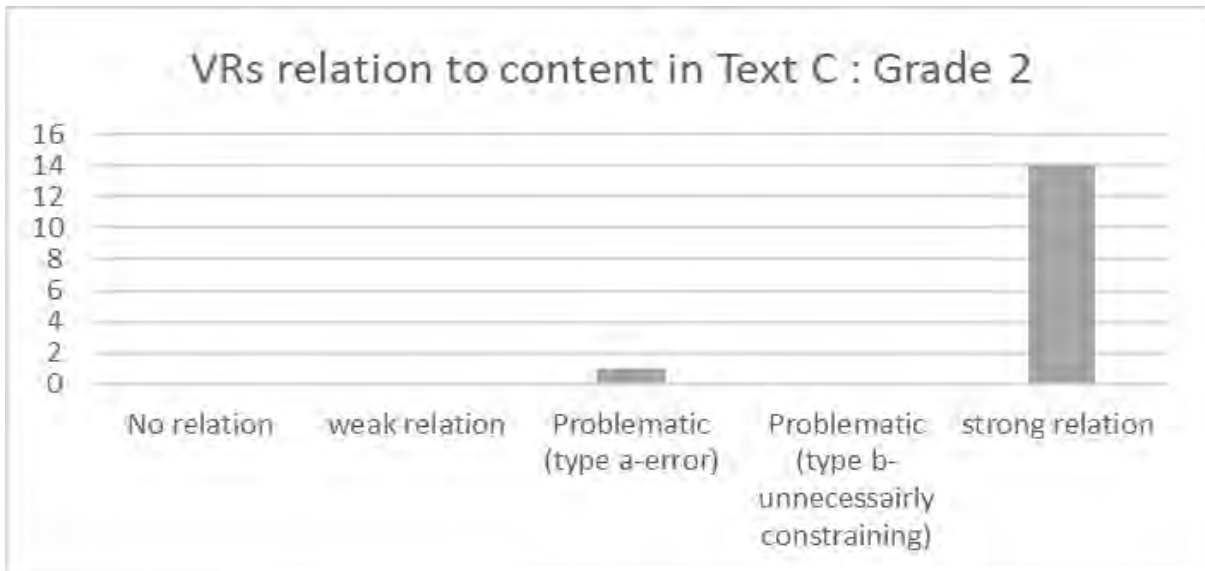 VRs relation to content in Text C : Grade 2
16
14
12
10
8
6
4
2
0
No relation
weak relation
Problematic
(type a-error)
Problematic
(type b-
unnecessairly
constraining)
strong relation